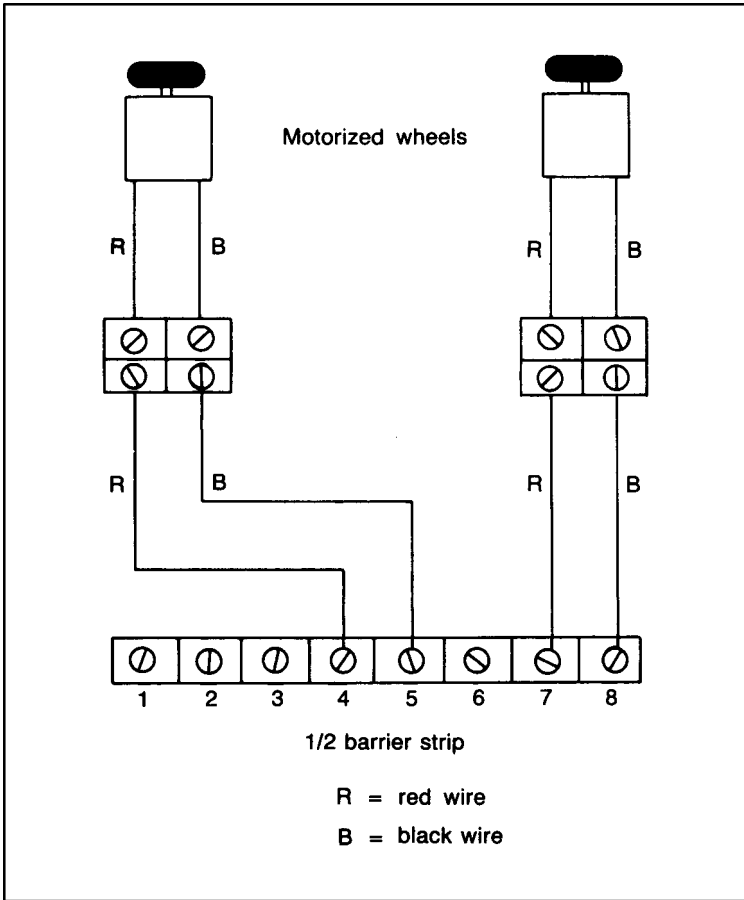 Motorized wheels
R B R B
R B R B
1 2 3 4 5 6 7 8
1/2 barrier strip
R = red wire
B = black wire